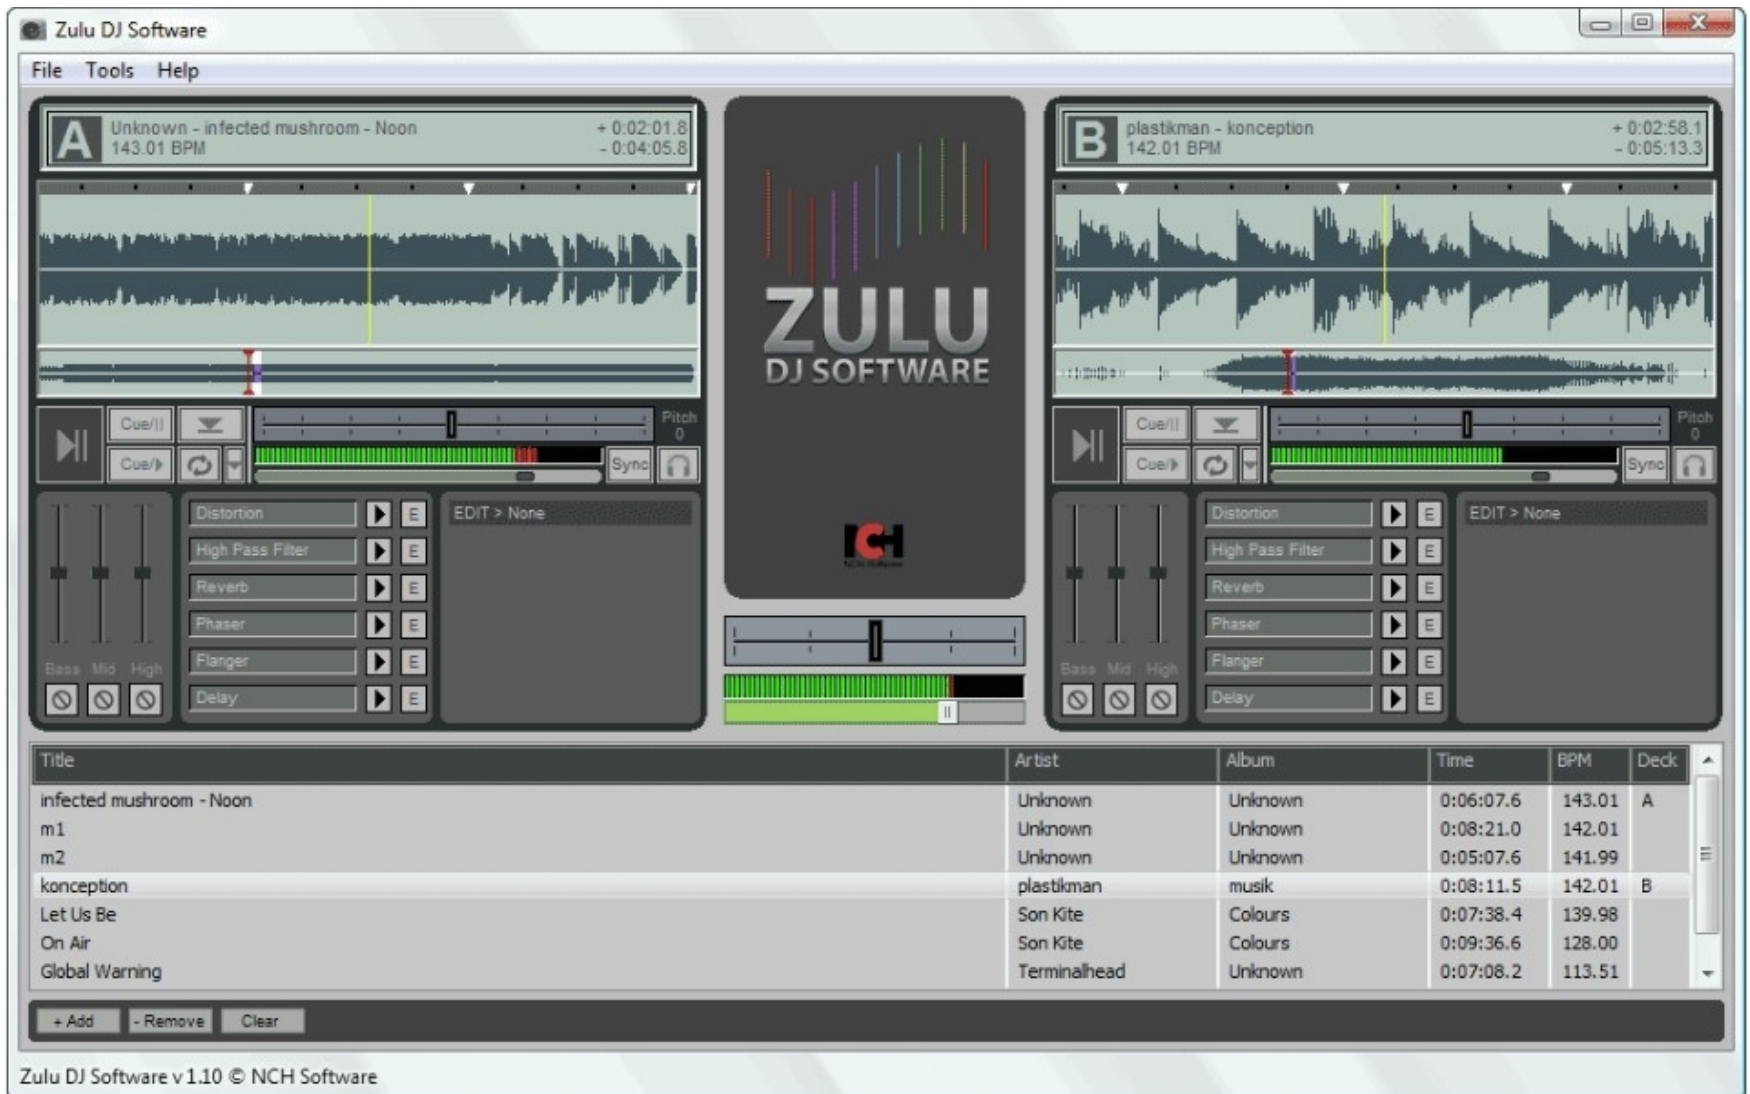 Zulu DJ Software
File Tools Help
A Unknown - infected mushroom - Noon + 0:02:01.8
143.01 BPM - 0:04:05.8
ZULU
DJ SOFTWARE
NCH
NCH Software
B plastikman - konception + 0:02:58.1
142.01 BPM - 0:05:13.3
Cue/|| Pitch
0
Cue/ Sync
Distortion E EDIT > None
High Pass Filter E
Reverb E
Phaser E
Flanger E
Delay E
Bass Mid High
Cue/|| Pitch
0
Cue/ Sync
Distortion E EDIT > None
High Pass Filter E
Reverb E
Phaser E
Flanger E
Delay E
Bass Mid High
Title Artist Album Time BPM Deck
infected mushroom - Noon Unknown Unknown 0:06:07.6 143.01 A
m1 Unknown Unknown 0:08:21.0 142.01
m2 Unknown Unknown 0:05:07.6 141.99
konception plastikman musik 0:08:11.5 142.01 B
Let Us Be Son Kite Colours 0:07:38.4 139.98
On Air Son Kite Colours 0:09:36.6 128.00
Global Warning Terminalhead Unknown 0:07:08.2 113.51
+ Add - Remove Clear
Zulu DJ Software v 1.10 © NCH Software